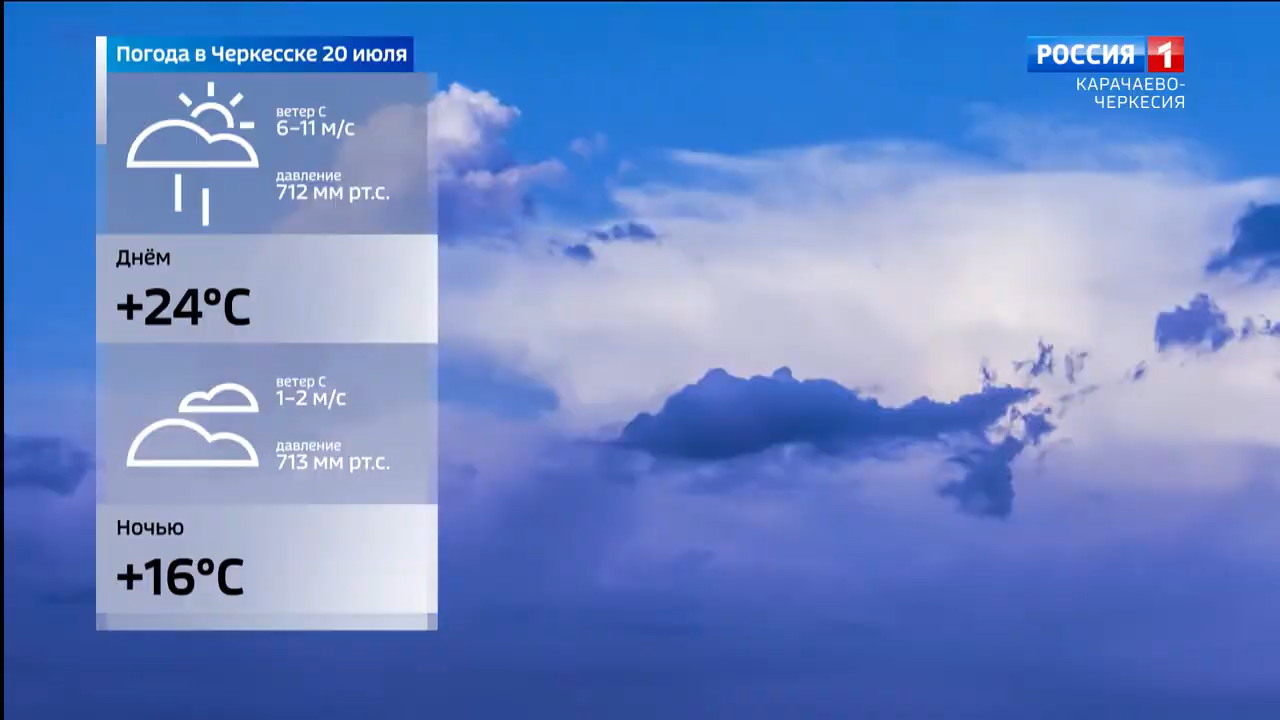 Погода в Черкесске 20 июля
РОССИЯ 1
КАРАЧАЕВО-
ЧЕРКЕСИЯ
ветер С
6–11 м/с
давление
712 мм рт.с.
Днём
+24°C
ветер С
1–2 м/с
давление
713 мм рт.с.
Ночью
+16°C